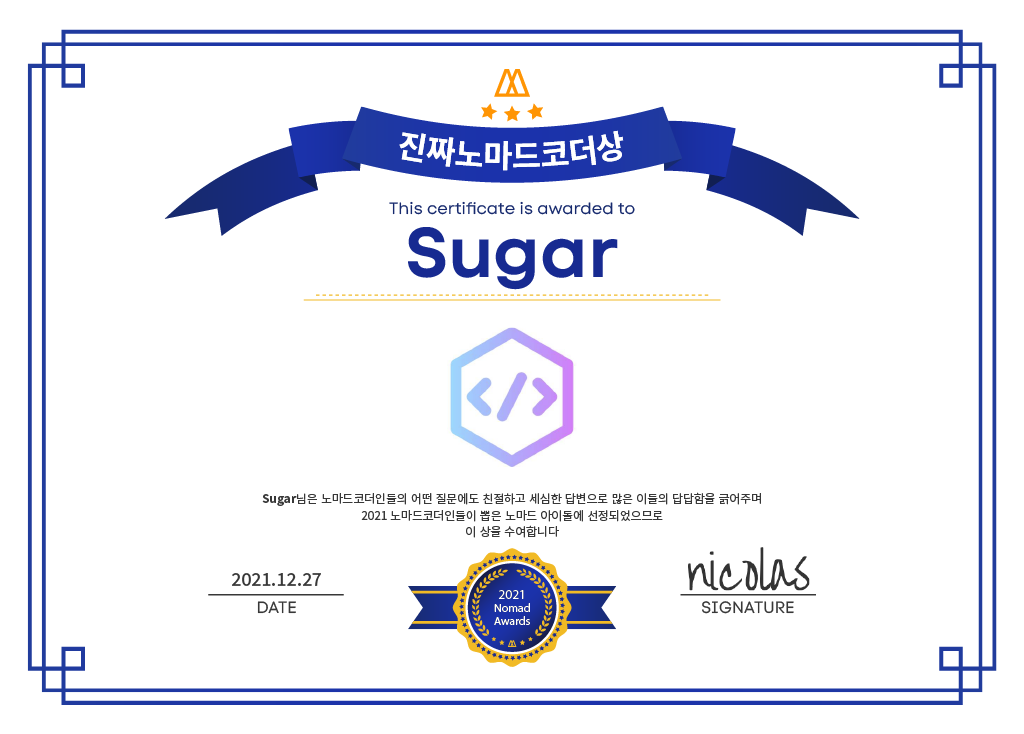 진짜노마드코더상
This certificate is awarded to
Sugar
Sugar님은 노마드코더인들의 어떤 질문에도 친절하고 세심한 답변으로 많은 이들의 답답함을 긁어주며
2021 노마드코더인들이 뽑은 노마드 아이돌에 선정되었으므로
이 상을 수여합니다
2021.12.27
DATE
2021
Nomad
Awards
nicolas
SIGNATURE